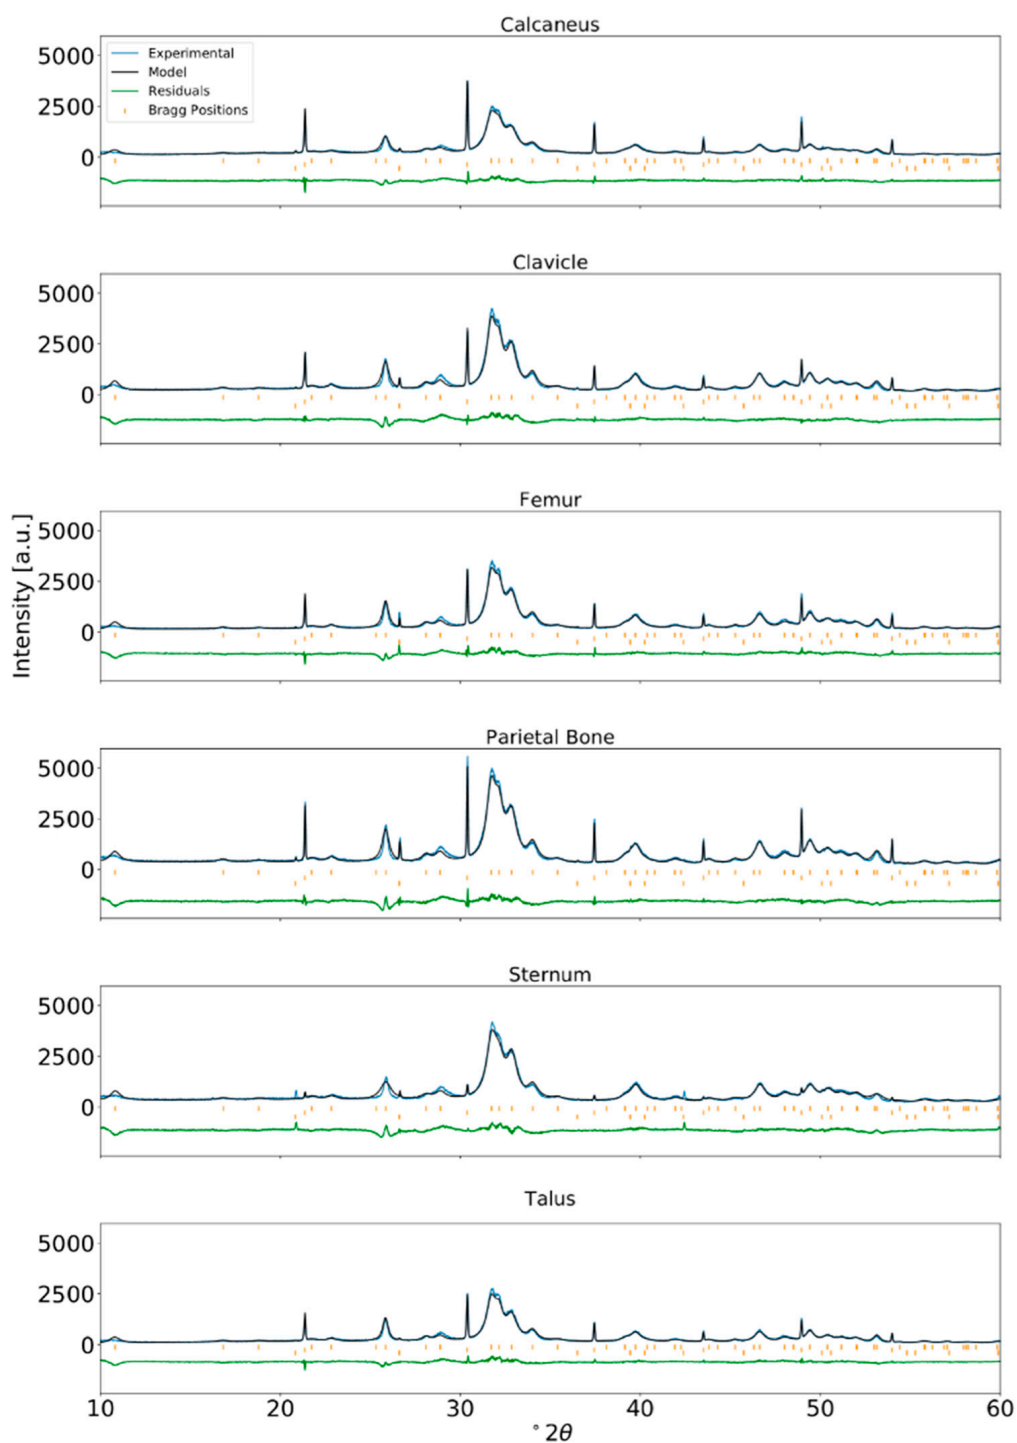 Calcaneus
5000
2500
0
Experimental
Model
Residuals
Bragg Positions
Clavicle
5000
2500
0
Femur
5000
2500
0
Intensity [a.u.]
Parietal Bone
5000
2500
0
Sternum
5000
2500
0
Talus
5000
2500
0
10 20 30 40 50 60
°2θ